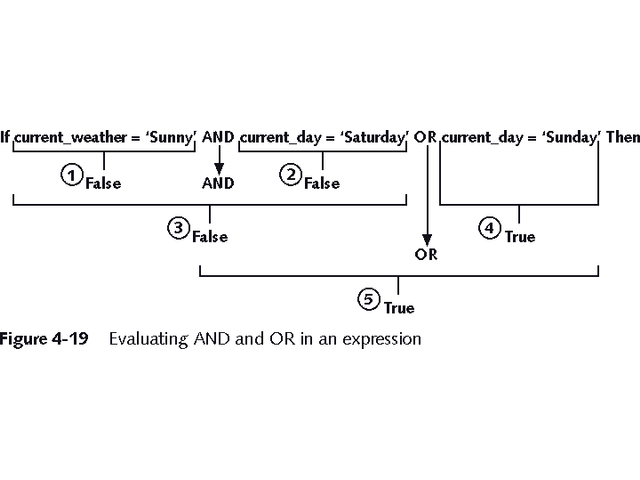 If current_weather = ‘Sunny’ AND current_day = ‘Saturday’ OR current_day = ‘Sunday’ Then
1 False AND 2 False
3 False 4 True
OR
5 True
Figure 4-19 Evaluating AND and OR in an expression